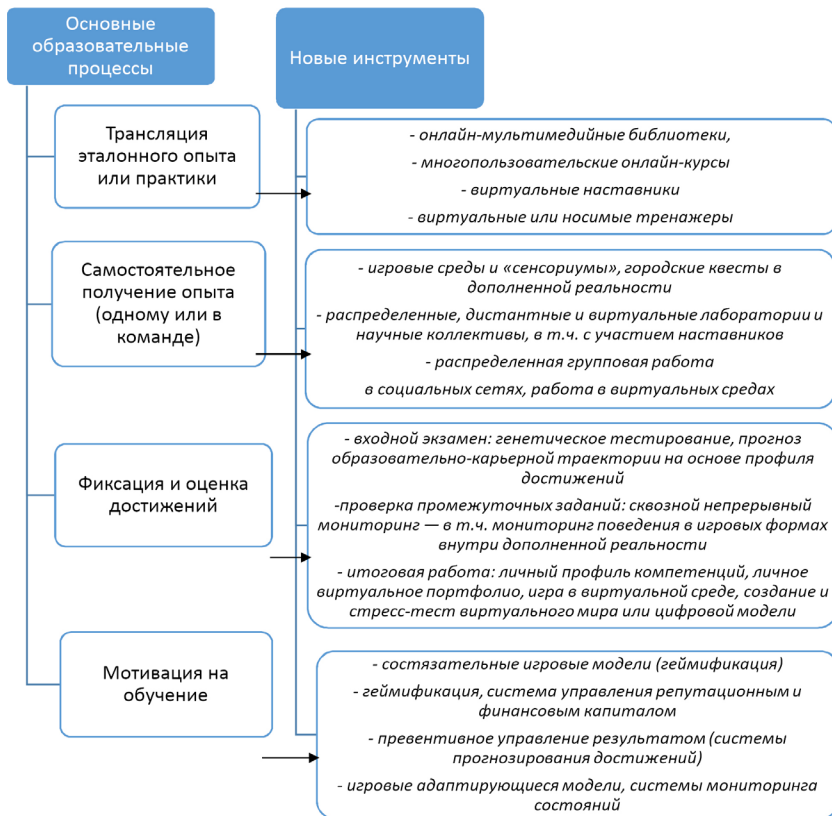 Основные
образовательные
процессы
Новые инструменты
Трансляция
эталонного опыта
или практики
- онлайн-мультимедийные библиотеки,
- многопользовательские онлайн-курсы
- виртуальные наставники
- виртуальные или носимые тренажеры
Самостоятельное
получение опыта
(одному или в
команде)
- игровые среды и «сенсориумы», городские квесты в
дополненной реальности
- распределенные, дистантные и виртуальные лаборатории и
научные коллективы, в т.ч. с участием наставников
- распределенная групповая работа
в социальных сетях, работа в виртуальных средах
Фиксация и оценка
достижений
- входной экзамен: генетическое тестирование, прогноз
образовательно-карьерной траектории на основе профиля
достижений
-проверка промежуточных заданий: сквозной непрерывный
мониторинг — в т.ч. мониторинг поведения в игровых формах
внутри дополненной реальности
- итоговая работа: личный профиль компетенций, личное
виртуальное портфолио, игра в виртуальной среде, создание и
стресс-тест виртуального мира или цифровой модели
Мотивация на
обучение
- состязательные игровые модели (геймификация)
- геймификация, система управления репутационным и
финансовым капиталом
- превентивное управление результатом (системы
прогнозирования достижений)
- игровые адаптирующиеся модели, системы мониторинга
состояний